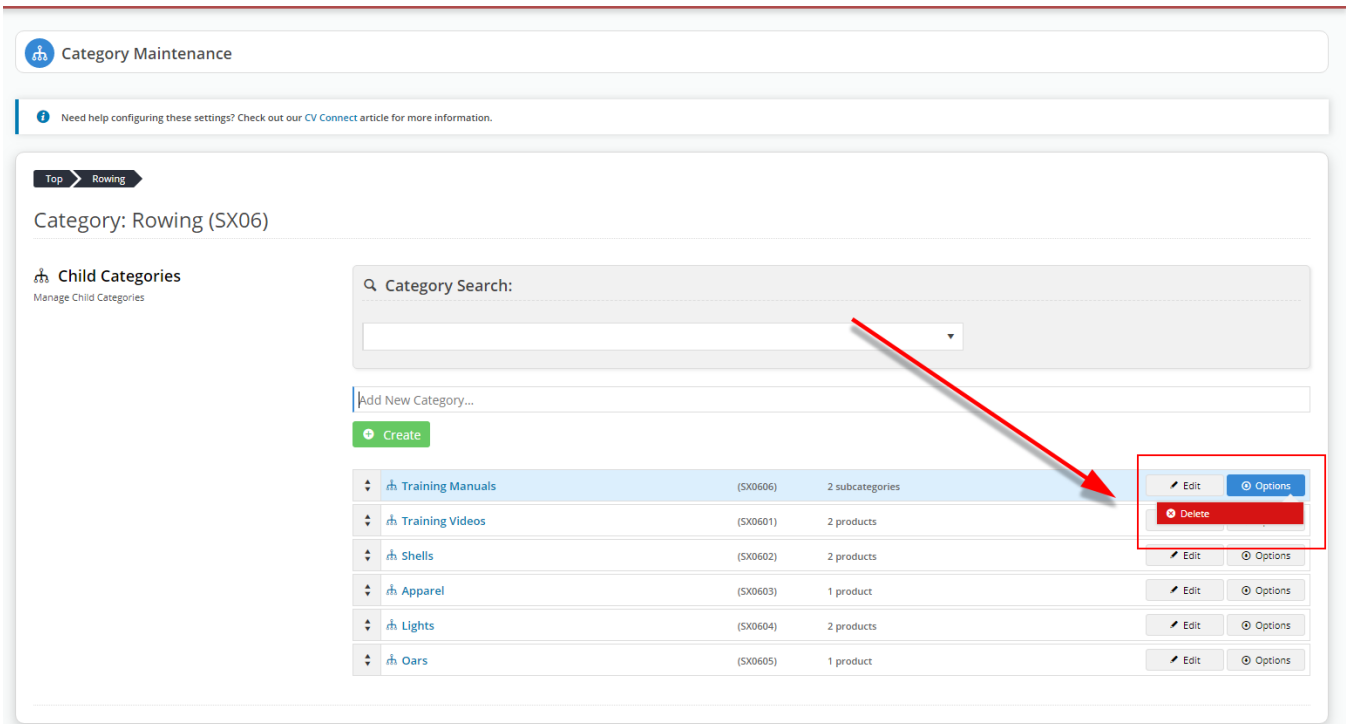 Category Maintenance
Need help configuring these settings? Check out our CV Connect article for more information.
Top Rowing
Category: Rowing (SX06)
Child Categories
Manage Child Categories
Category Search:
Add New Category...
Create
Training Manuals (SX0606) 2 subcategories Edit Options
Delete
Training Videos (SX0601) 2 products
Shells (SX0602) 2 products Edit Options
Apparel (SX0603) 1 product Edit Options
Lights (SX0604) 2 products Edit Options
Oars (SX0605) 1 product Edit Options